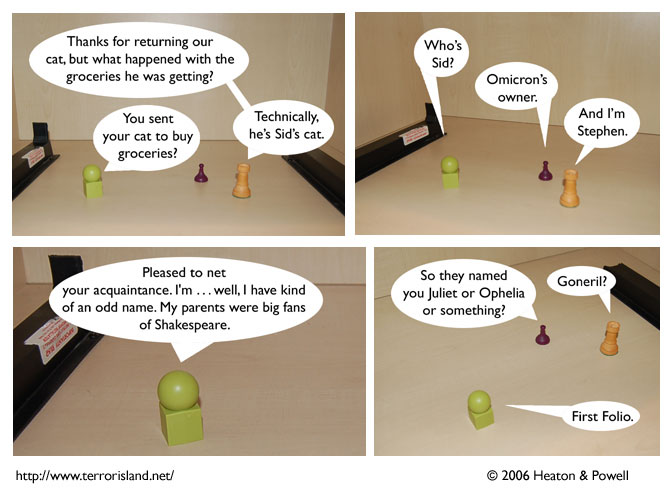 Thanks for returning our
cat, but what happened with the
groceries he was getting?
You sent
your cat to buy
groceries?
Technically,
he's Sid's cat.
Who's
Sid?
Omicron's
owner.
And I'm
Stephen.
Pleased to net
your acquaintance. I'm . . . well, I have kind
of an odd name. My parents were big fans
of Shakespeare.
So they named
you Juliet or Ophelia
or something?
Goneril?
First Folio.
http://www.terrorisland.net/
© 2006 Heaton & Powell